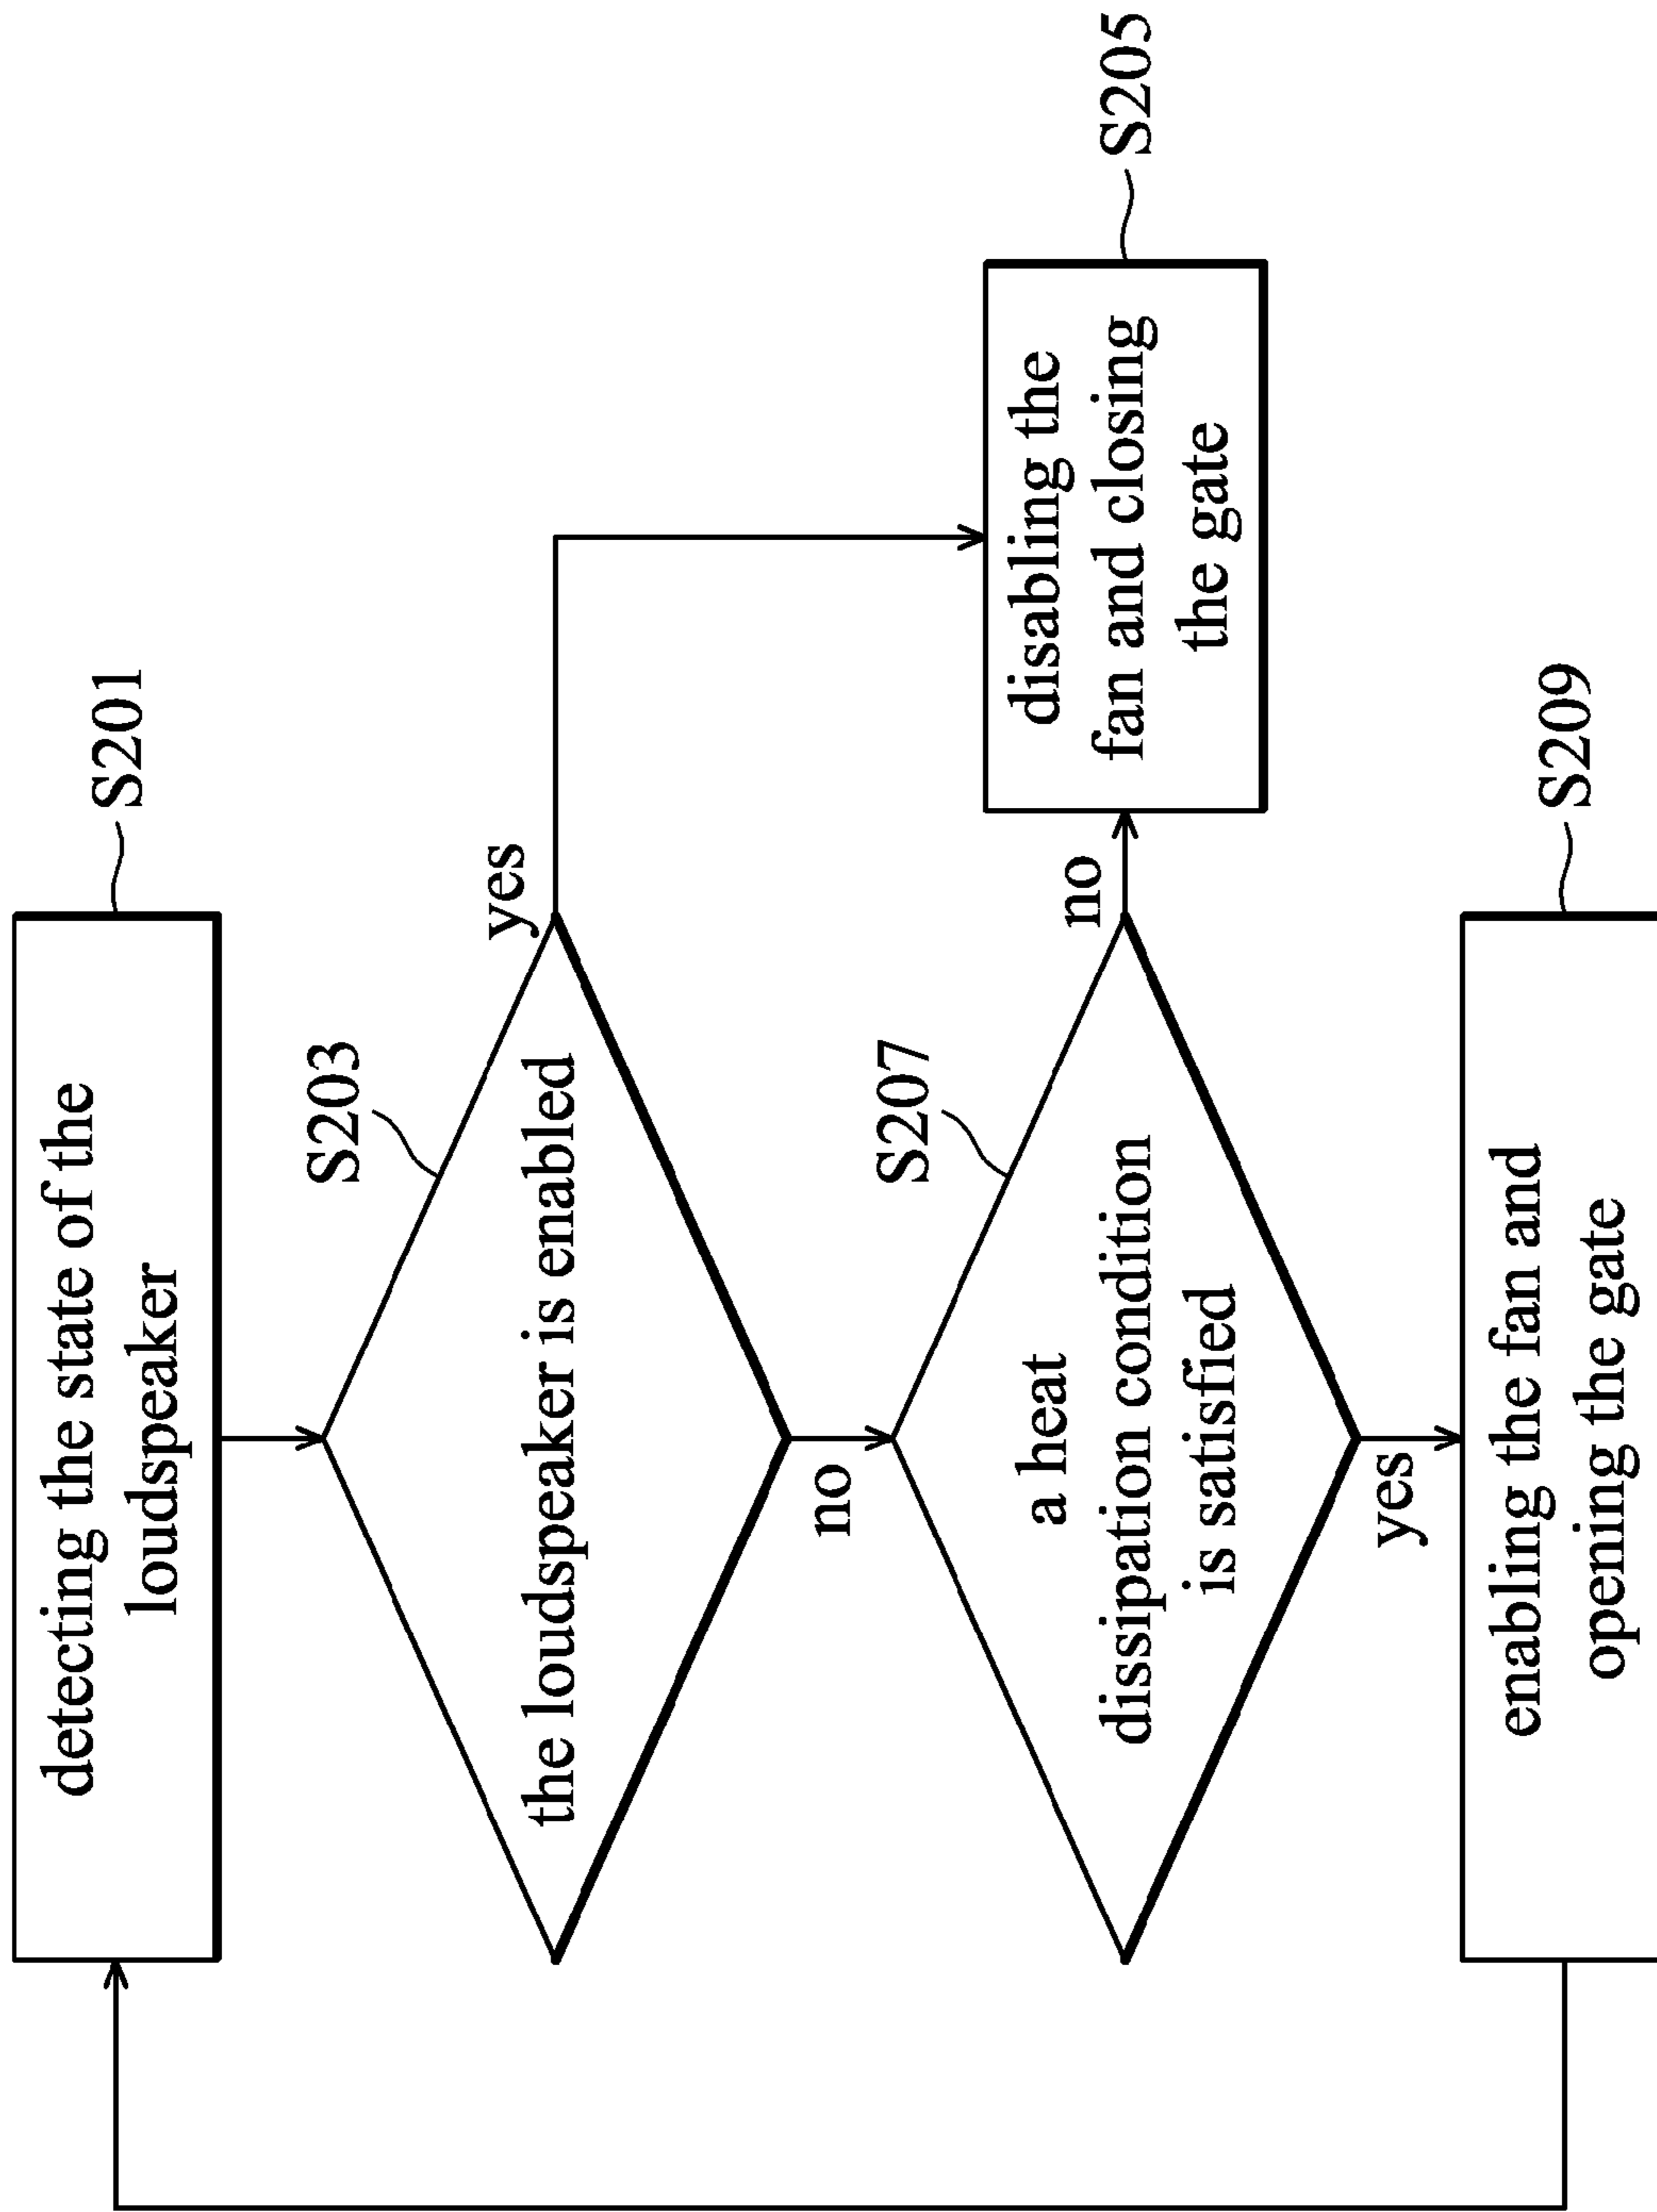 detecting the state of the
loudspeaker
S201
S203
the loudspeaker is enabled
yes
no
S207
a heat
dissipation condition
is satisfied
no
yes
disabling the
fan and closing
the gate
S205
enabling the fan and
opening the gate
S209